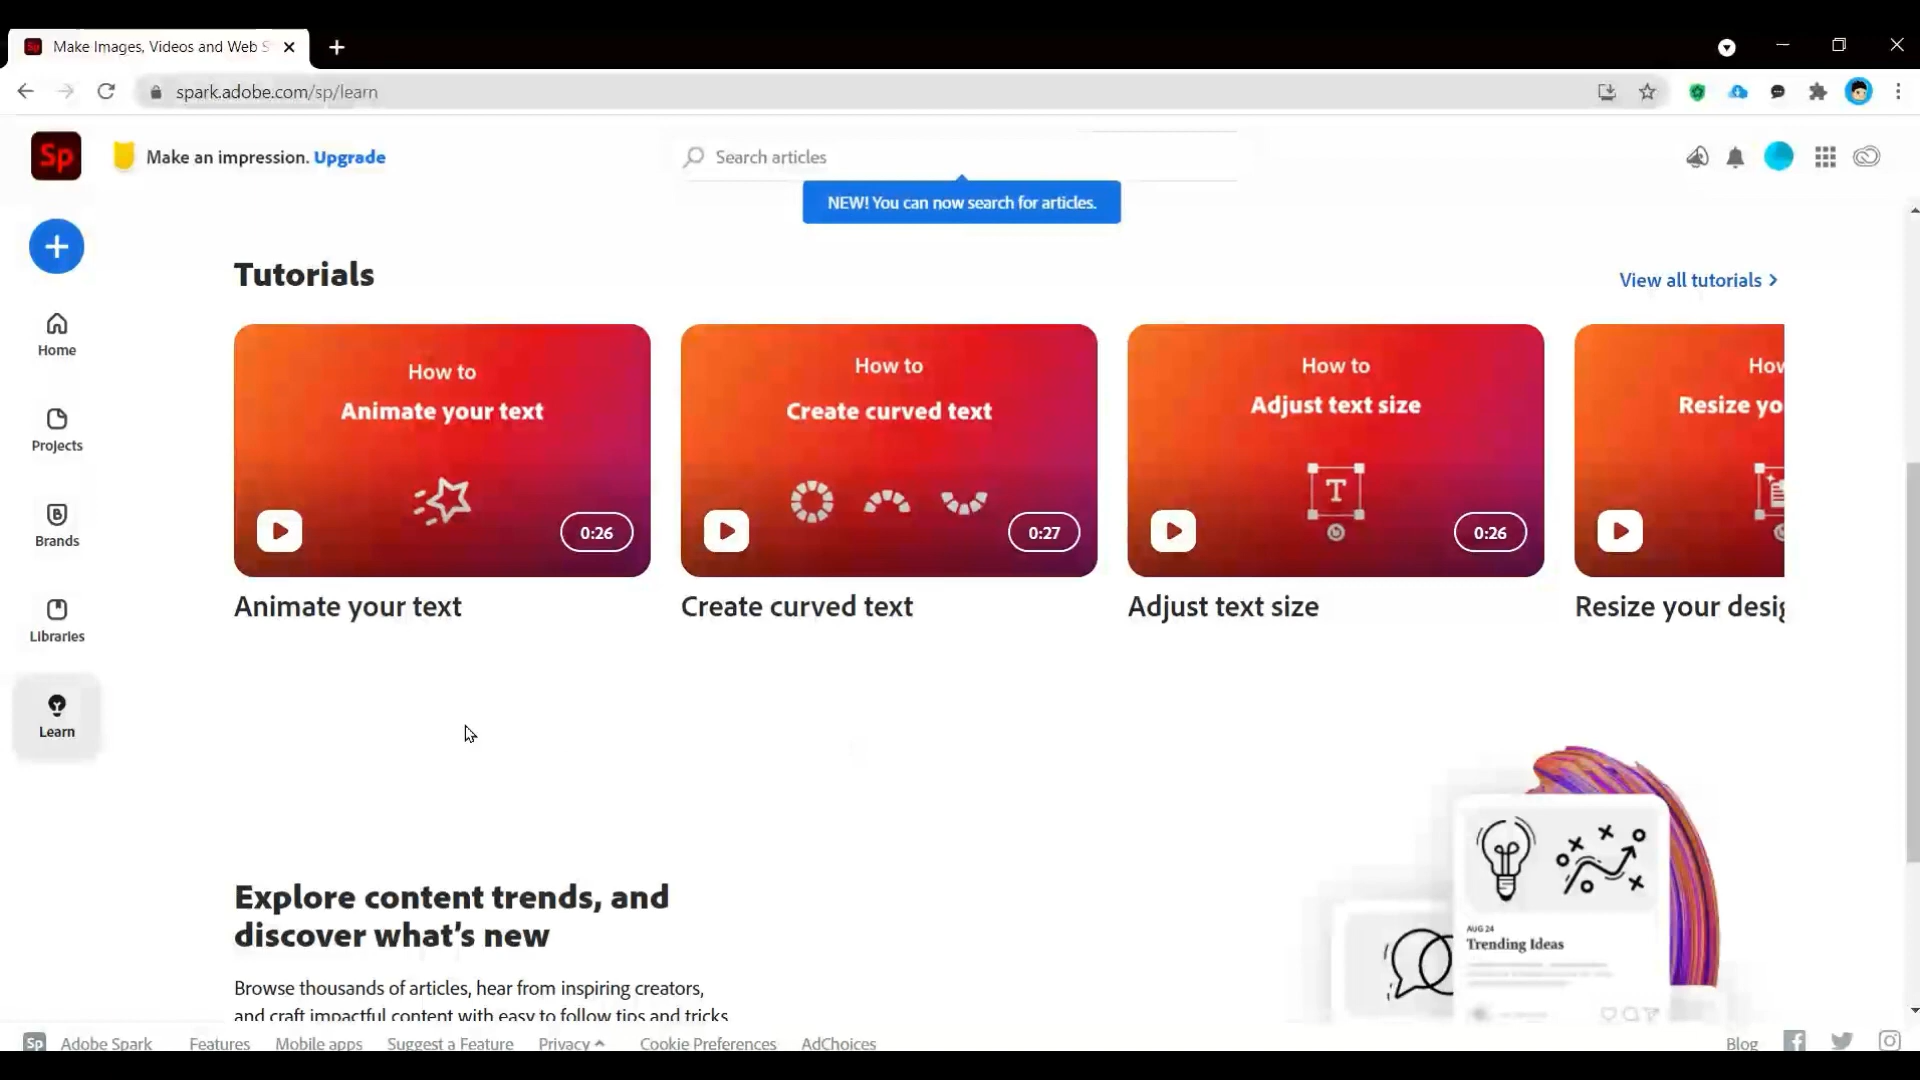 Make Images, Videos and Web S
spark.adobe.com/sp/learn
Sp
Make an impression. Upgrade
Search articles
NEW! You can now search for articles.
Home
Projects
B
Brands
Libraries
Learn
Tutorials
View all tutorials
How to
Animate your text
0:26
Animate your text
How to
Create curved text
0:27
Create curved text
How to
Adjust text size
T
0:26
Adjust text size
How
Resize yo
Resize your desig
Explore content trends, and
discover what's new
Browse thousands of articles, hear from inspiring creators,
and craft impactful content with easy to follow tips and tricks
AUG 24
Trending Ideas
Sp Adobe Spark Features Mobile apps Suggest a Feature Privacy Cookie Preferences AdChoices Blog